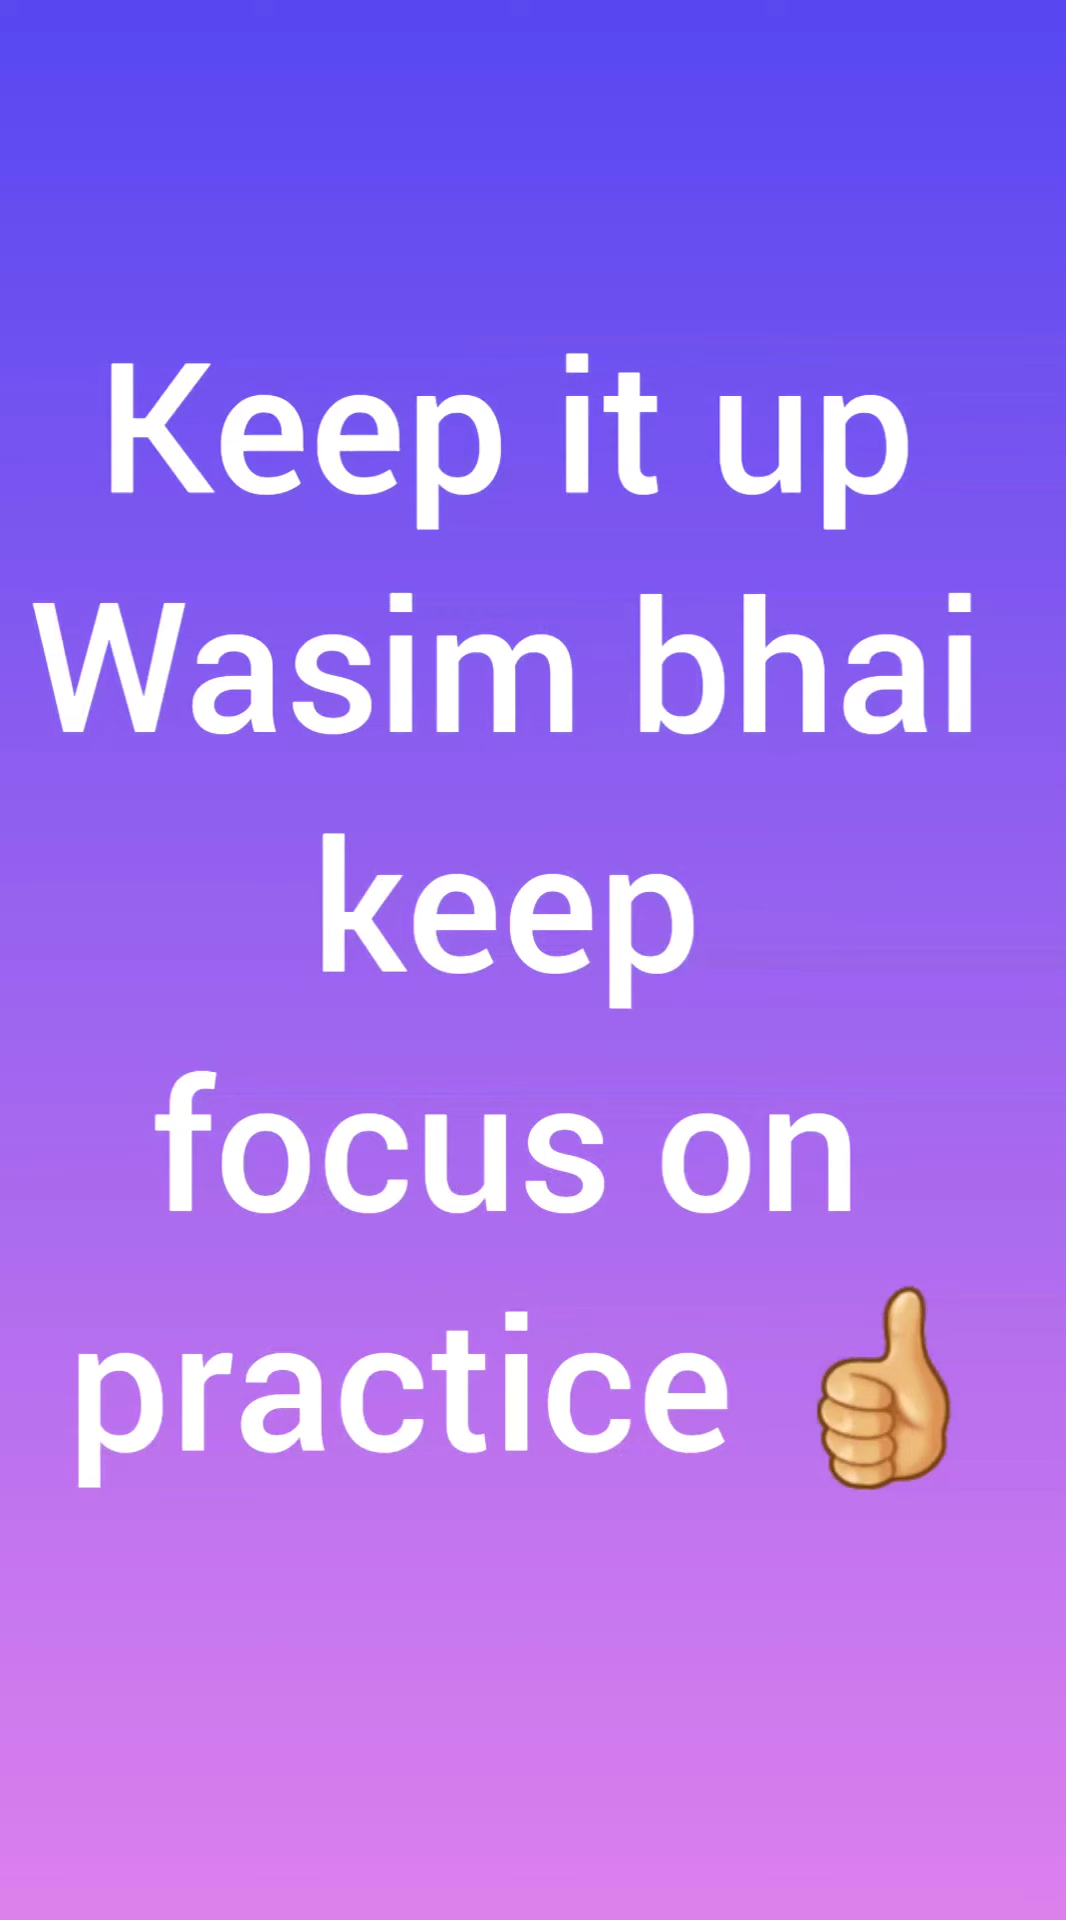 Keep it up
Wasim bhai
keep
focus on
practice 👍